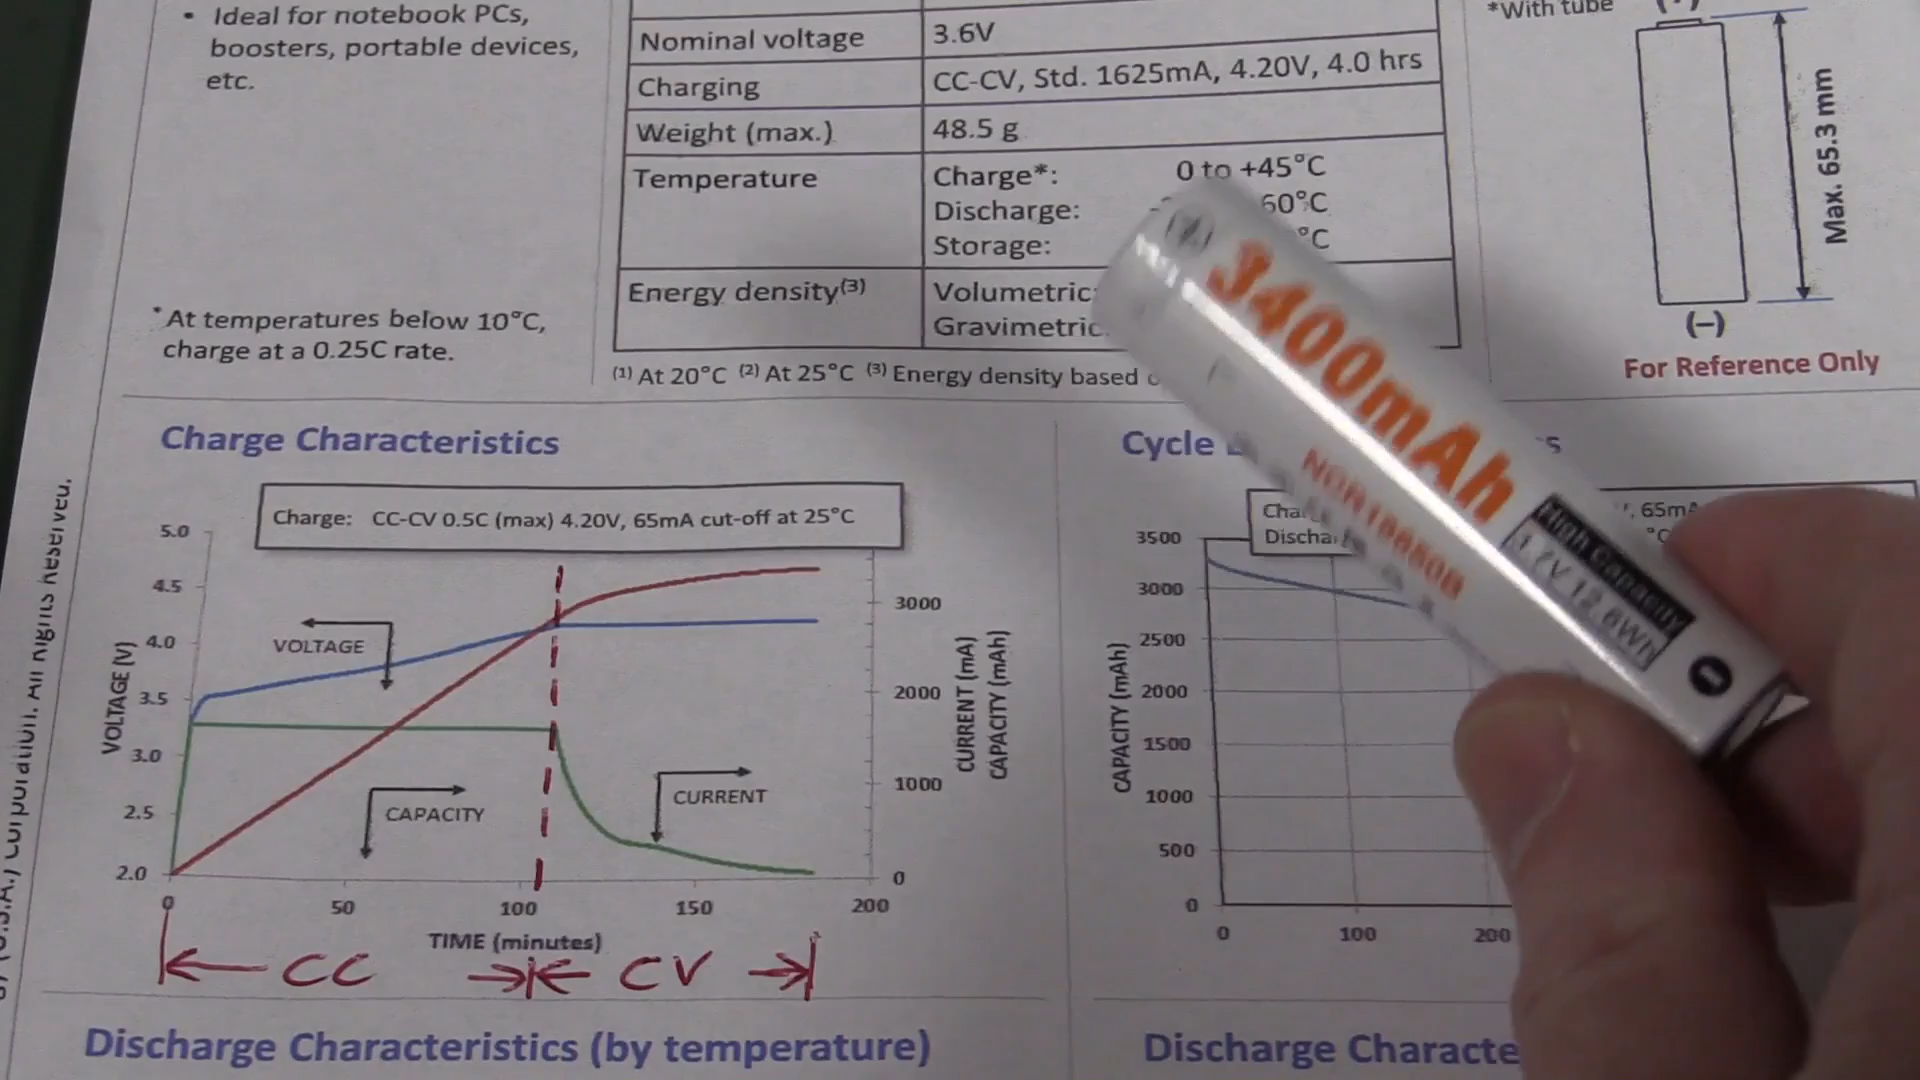 • Ideal for notebook PCs,
boosters, portable devices,
etc.
*At temperatures below 10°C,
charge at a 0.25C rate.
Nominal voltage 3.6V
Charging CC-CV, Std. 1625mA, 4.20V, 4.0 hrs
Weight (max.) 48.5 g
Temperature Charge*: 0 to +45°C
Discharge: 60°C
Storage: °C
Energy density(3) Volumetric:
Gravimetric
(1) At 20°C (2) At 25°C (3) Energy density based
*With tube
Max. 65.3 mm
(–)
For Reference Only
3400mAh
High Capacity
Charge Characteristics
Charge: CC-CV 0.5C (max) 4.20V, 65mA cut-off at 25°C
5.0
4.5
4.0
3.5
3.0
2.5
2.0
VOLTAGE (V)
VOLTAGE
CAPACITY
CURRENT
3000
2000
1000
0
CURRENT (mA)
CAPACITY (mAh)
0 50 100 150 200
TIME (minutes)
CC CV
Cycle
65mA
3500
3000
2500
2000
1500
1000
500
0
CAPACITY (mAh)
0 100 200
Discharge Characteristics (by temperature)
Discharge Characte